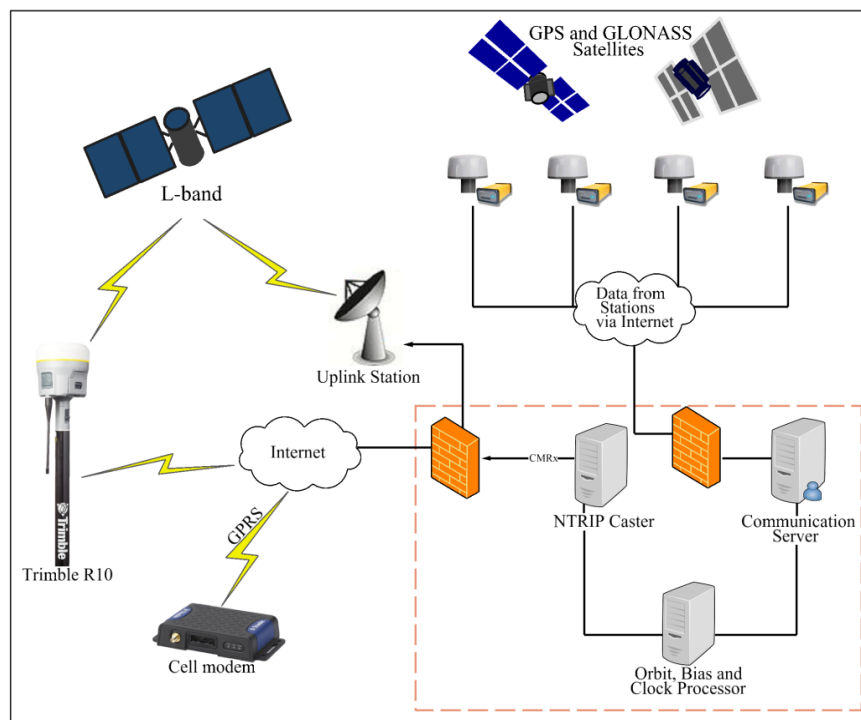 GPS and GLONASS
Satellites
L-band
Data from
Stations
via Internet
Uplink Station
Internet
CMRx
NTRIP Caster
Communication
Server
GPRS
Trimble
Trimble R10
Cell modem
Orbit, Bias and
Clock Processor